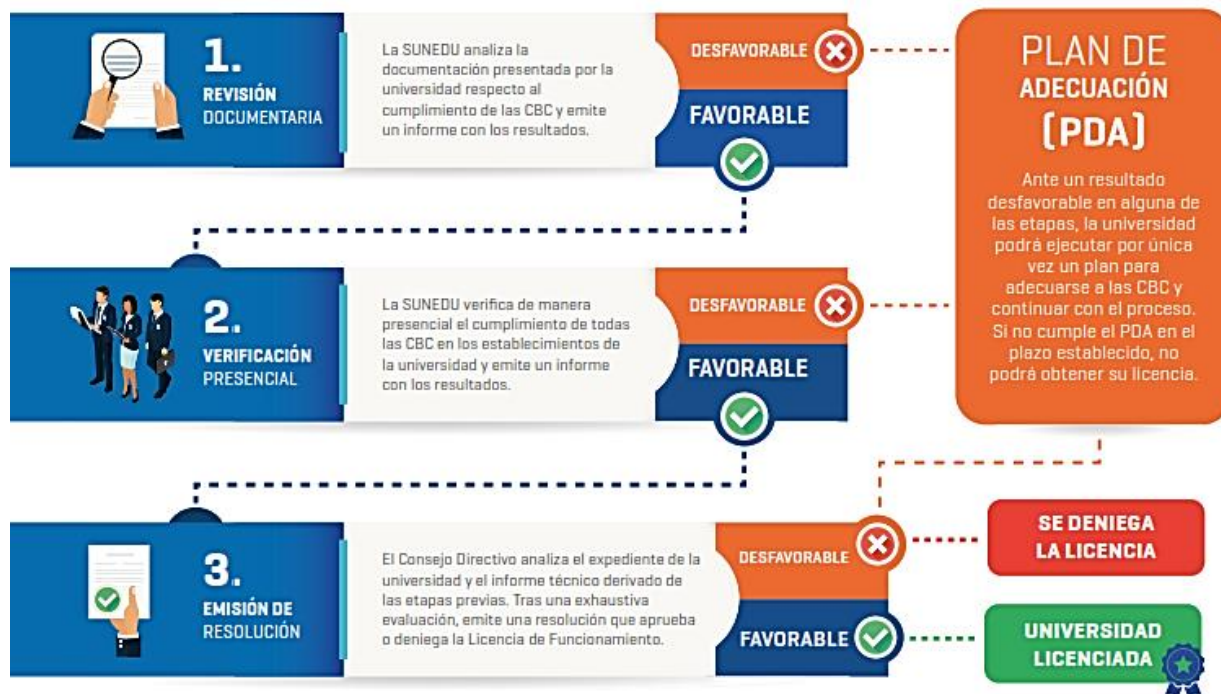 1.
REVISIÓN
DOCUMENTARIA
La SUNEDU analiza la
documentación presentada por la
universidad respecto al
cumplimiento de las CBC y emite
un informe con los resultados.
DESFAVORABLE
FAVORABLE
2.
VERIFICACIÓN
PRESENCIAL
La SUNEDU verifica de manera
presencial el cumplimiento de todas
las CBC en los establecimientos de
la universidad y emite un informe
con los resultados.
DESFAVORABLE
FAVORABLE
PLAN DE
ADECUACIÓN
(PDA)
Ante un resultado
desfavorable en alguna de
las etapas, la universidad
podrá ejecutar por única
vez un plan para
adecuarse a las CBC y
continuar con el proceso.
Si no cumple el PDA en el
plazo establecido, no
podrá obtener su licencia.
3.
EMISIÓN DE
RESOLUCIÓN
El Consejo Directivo analiza el expediente de la
universidad y el informe técnico derivado de
las etapas previas. Tras una exhaustiva
evaluación, emite una resolución que aprueba
o deniega la Licencia de Funcionamiento.
DESFAVORABLE
FAVORABLE
SE DENIEGA
LA LICENCIA
UNIVERSIDAD
LICENCIADA